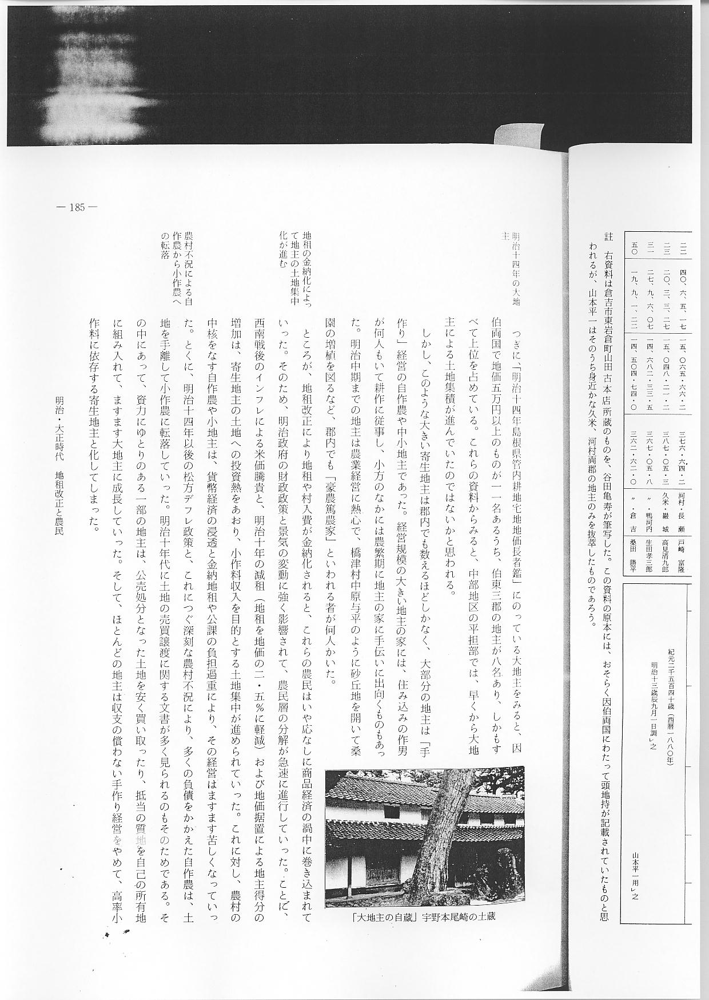 二二 四〇、六、五、一七 一五、〇六五・六六・二 三七六・六四・二 河村・長瀬 戸崎富隆
二三 二〇、三、三、二七 一五、〇四八・二一・二 三八七・〇五・三 久米・巌城 高見清九郎
三一 二七、九、六、〇七 一四、六八二・三三・五 三六七・〇五・八 〃・鴨河内 生田孝三郎
五〇 一九、九、一、二二 一四、五〇四・七四・〇 三六二・六二・〇 〃・倉吉 桑田勝平
紀元二千五百四十歳（西暦一八八〇年）
明治十三歳辰九月一日調レ之
山本平一用レ之
註　右資料は倉吉市東岩倉町山田古本店所蔵のものを、谷田亀寿が筆写した。この資料の原本には、おそらく因伯両国にわたって頭地持が記載されていたものと思
われるが、山本平一はそのうち身近かな久米、河村両郡の地主のみを抜萃したものであろう。
明治十四年の大地
主
つぎに、「明治十四年島根県管内耕地宅地地価長者鑑」にのっている大地主をみると、因
伯両国で地価五万円以上のものが一一名あるうち、伯東三郡の地主が八名あり、しかもす
べて上位を占めている。これらの資料からみると、中部地区の平担部では、早くから大地
主による土地集積が進んでいたのではないかと思われる。
しかし、このような大きい寄生地主は郡内でも数えるほどしかなく、大部分の地主は「手
作り」経営の自作農や中小地主であった。経営規模の大きい地主の家には、住み込みの作男
が何人もいて耕作に従事し、小方のなかには農繁期に地主の家に手伝いに出向くものもあっ
た。明治中期までの地主は農業経営に熱心で、橋津村中原与平のように砂丘地を開いて桑
園の増植を図るなど、郡内でも「豪農篤農家」といわれる者が何人かいた。
「大地主の自蔵」宇野本尾崎の土蔵
地租の金納化によっ
て地主の土地集中
化が進む
ところが、地租改正により地租や村入費が金納化されると、これらの農民はいや応なしに商品経済の渦中に巻き込まれて
いった。そのため、明治政府の財政政策と景気の変動に強く影響されて、農民層の分解が急速に進行していった。ことに、
西南戦後のインフレによる米価騰貴と、明治十年の減租（地租を地価の二・五％に軽減）および地価据置による地主得分の
増加は、寄生地主の土地への投資熱をあおり、小作料収入を目的とする土地集中が進められていった。これに対し、農村の
中核をなす自作農や小地主は、貨幣経済の浸透と金納地租や公課の負担過重により、その経営はますます苦しくなっていっ
農村不況による自
作農から小作農へ
の転落
た。とくに、明治十四年以後の松方デフレ政策と、これにつぐ深刻な農村不況により、多くの負債をかかえた自作農は、土
地を手離して小作農に転落していった。明治十年代に土地の売買譲渡に関する文書が多く見られるのもそのためである。そ
の中にあって、資力にゆとりのある一部の地主は、公売処分となった土地を安く買い取ったり、抵当の質地を自己の所有地
に組み入れて、ますます大地主に成長していった。そして、ほとんどの地主は収支の償わない手作り経営をやめて、高率小
作料に依存する寄生地主と化してしまった。
明治・大正時代　地租改正と農民
— 185 —